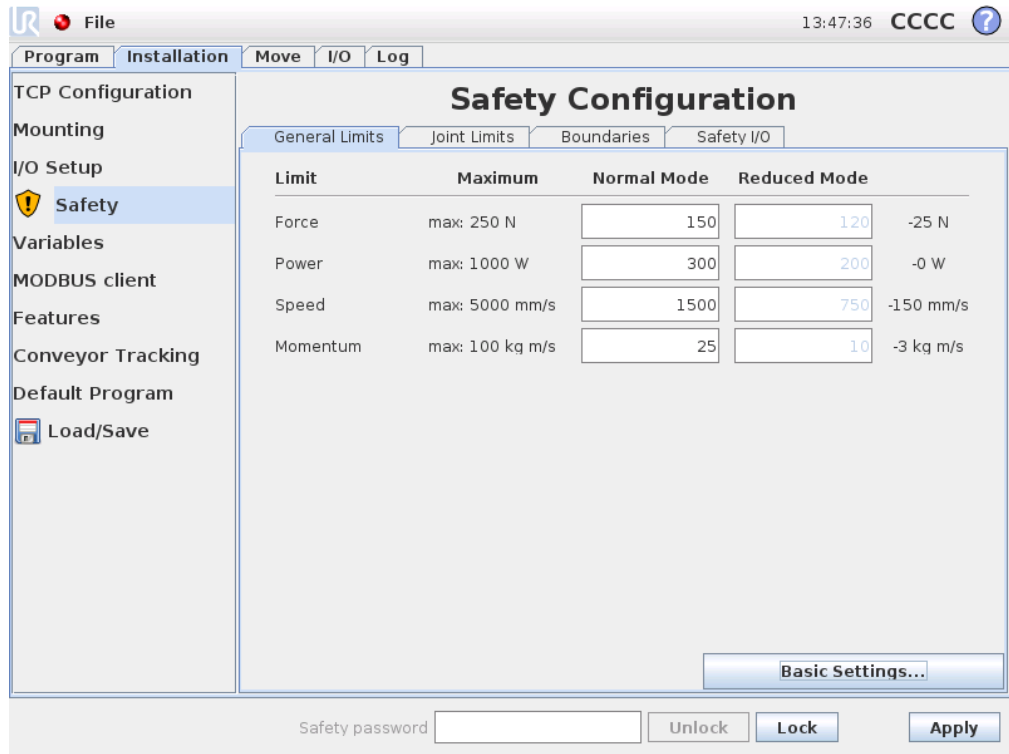 UR File 13:47:36 CCCC ?
Program Installation Move I/O Log
TCP Configuration
Mounting
I/O Setup
Safety
Variables
MODBUS client
Features
Conveyor Tracking
Default Program
Load/Save
Safety Configuration
General Limits Joint Limits Boundaries Safety I/O
Limit Maximum Normal Mode Reduced Mode
Force max: 250 N 150 120 -25 N
Power max: 1000 W 300 200 -0 W
Speed max: 5000 mm/s 1500 750 -150 mm/s
Momentum max: 100 kg m/s 25 10 -3 kg m/s
Basic Settings...
Safety password Unlock Lock Apply